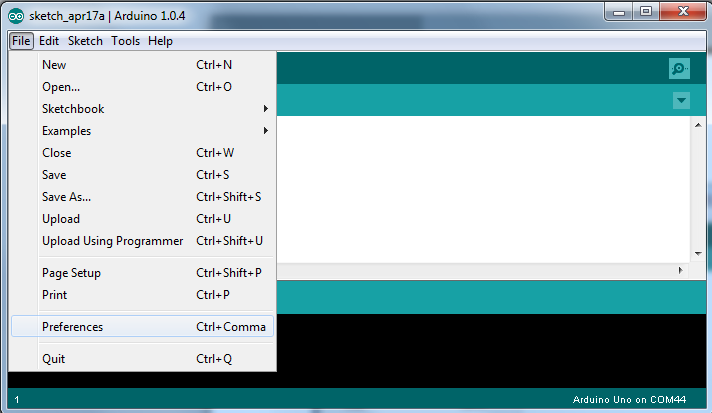 sketch_apr17a | Arduino 1.0.4
File Edit Sketch Tools Help
New Ctrl+N
Open... Ctrl+O
Sketchbook
Examples
Close Ctrl+W
Save Ctrl+S
Save As... Ctrl+Shift+S
Upload Ctrl+U
Upload Using Programmer Ctrl+Shift+U
Page Setup Ctrl+Shift+P
Print Ctrl+P
Preferences Ctrl+Comma
Quit Ctrl+Q
1 Arduino Uno on COM44